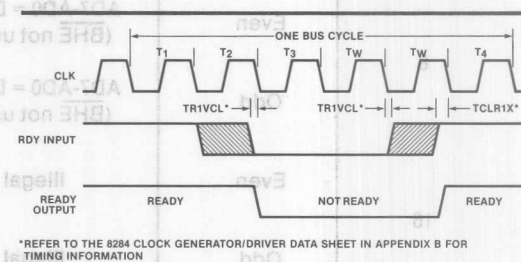 ONE BUS CYCLE
T1 T2 T3 TW TW T4
CLK
TR1VCL* TR1VCL* TCLR1X*
RDY INPUT
READY OUTPUT
READY NOT READY READY
*REFER TO THE 8284 CLOCK GENERATOR/DRIVER DATA SHEET IN APPENDIX B FOR
TIMING INFORMATION